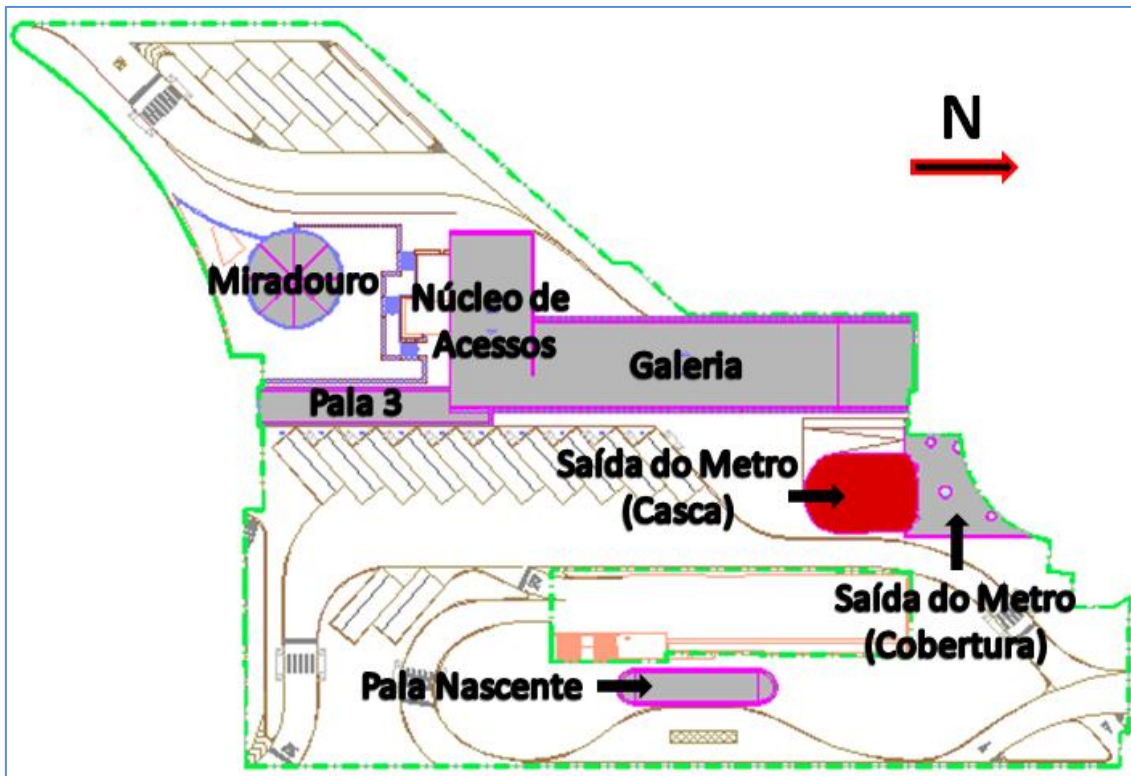 N
Miradouro
Núcleo de
Acessos
Galeria
Pala 3
Saída do Metro
(Casca)
Saída do Metro
(Cobertura)
Pala Nascente